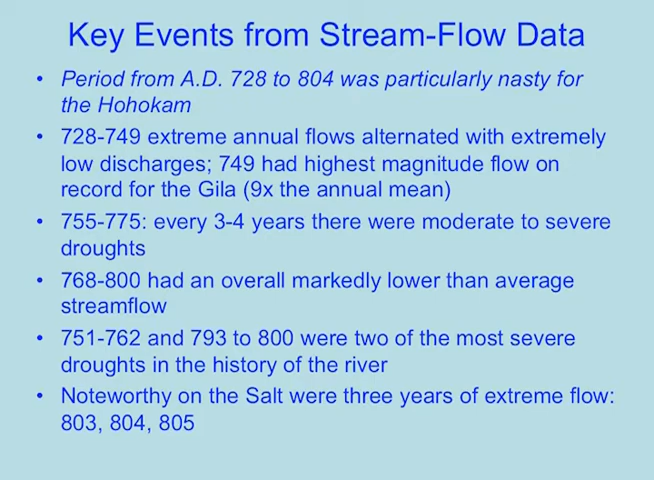 Key Events from Stream-Flow Data
• Period from A.D. 728 to 804 was particularly nasty for
the Hohokam
• 728-749 extreme annual flows alternated with extremely
low discharges; 749 had highest magnitude flow on
record for the Gila (9x the annual mean)
• 755-775: every 3-4 years there were moderate to severe
droughts
• 768-800 had an overall markedly lower than average
streamflow
• 751-762 and 793 to 800 were two of the most severe
droughts in the history of the river
• Noteworthy on the Salt were three years of extreme flow:
803, 804, 805